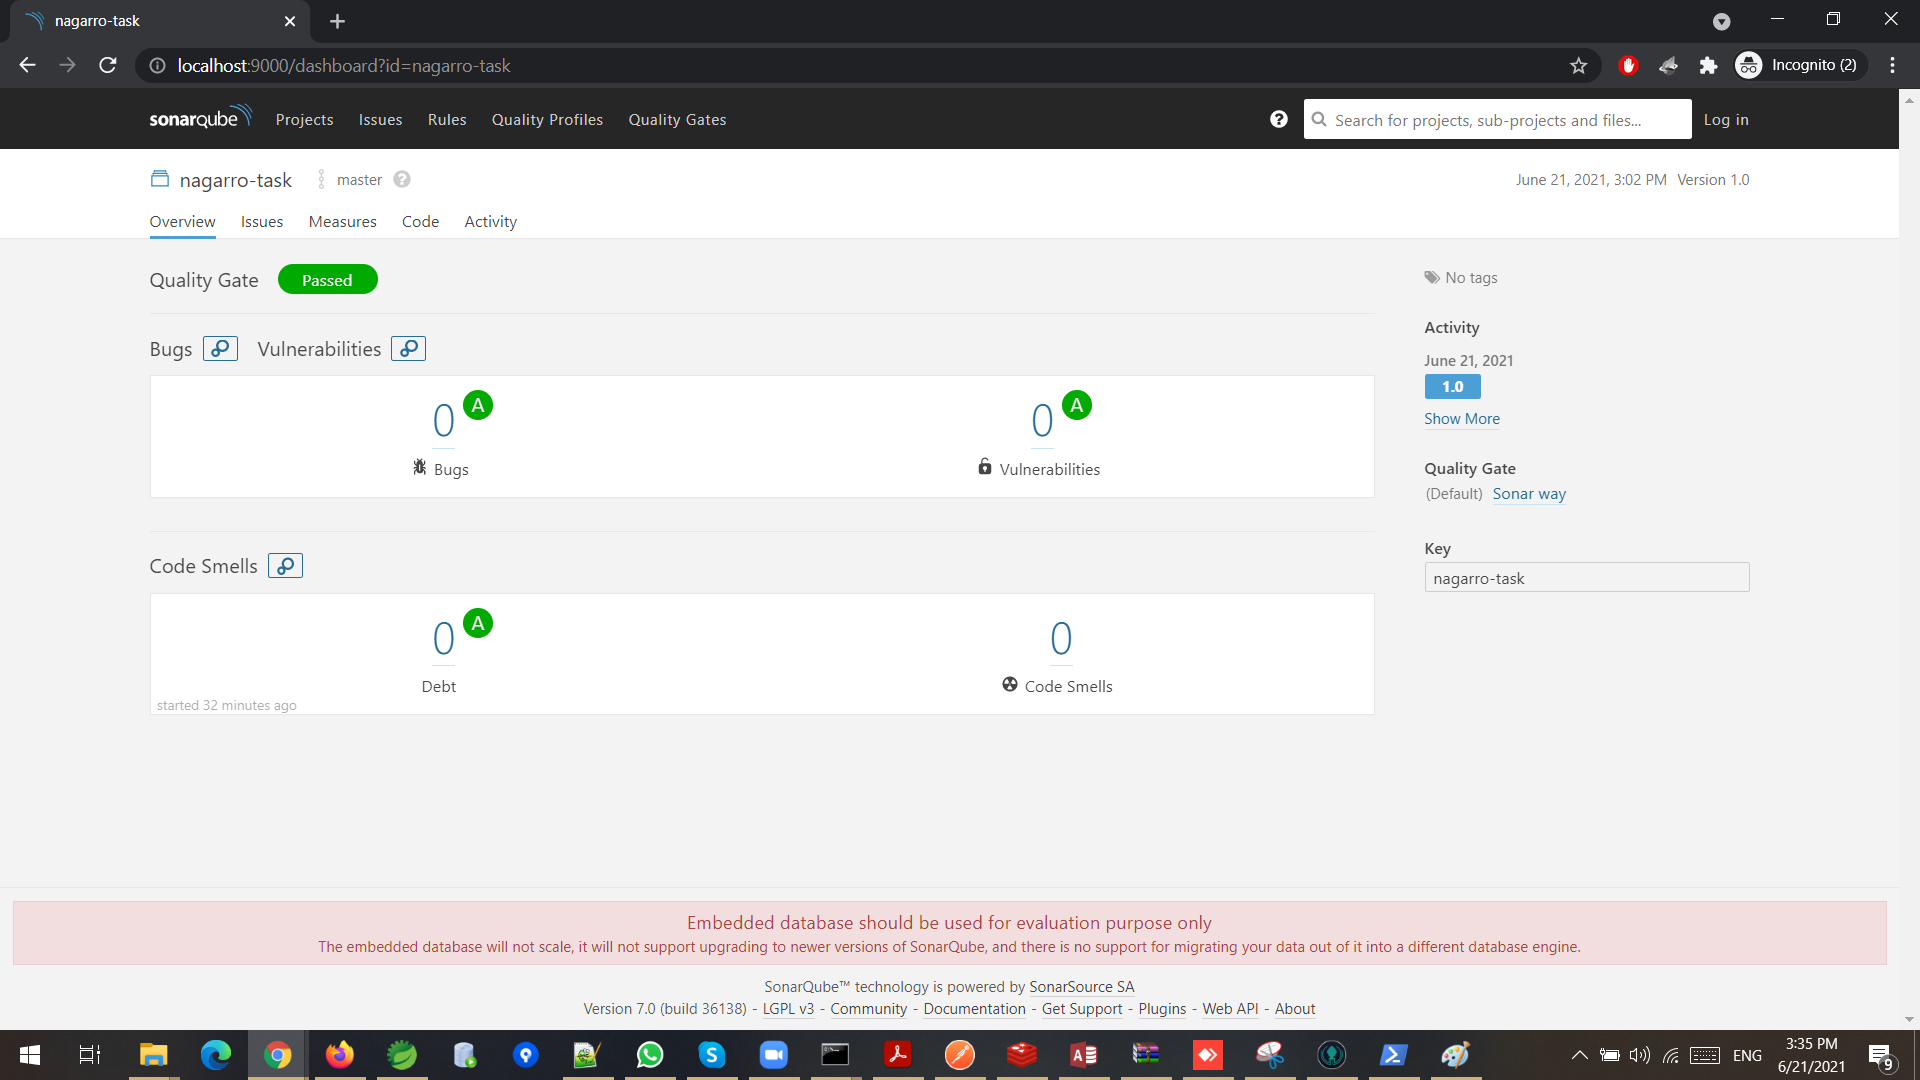 nagarro-task
localhost:9000/dashboard?id=nagarro-task
Incognito (2)
sonarqube Projects Issues Rules Quality Profiles Quality Gates
Search for projects, sub-projects and files...
Log in
nagarro-task master
June 21, 2021, 3:02 PM Version 1.0
Overview Issues Measures Code Activity
Quality Gate Passed
Bugs Vulnerabilities
0 A
Bugs
0 A
Vulnerabilities
Code Smells
0 A
Debt
0
Code Smells
started 32 minutes ago
No tags
Activity
June 21, 2021
1.0
Show More
Quality Gate
(Default) Sonar way
Key
nagarro-task
Embedded database should be used for evaluation purpose only
The embedded database will not scale, it will not support upgrading to newer versions of SonarQube, and there is no support for migrating your data out of it into a different database engine.
SonarQube™ technology is powered by SonarSource SA
Version 7.0 (build 36138) - LGPL v3 - Community - Documentation - Get Support - Plugins - Web API - About
ENG
3:35 PM
6/21/2021
9